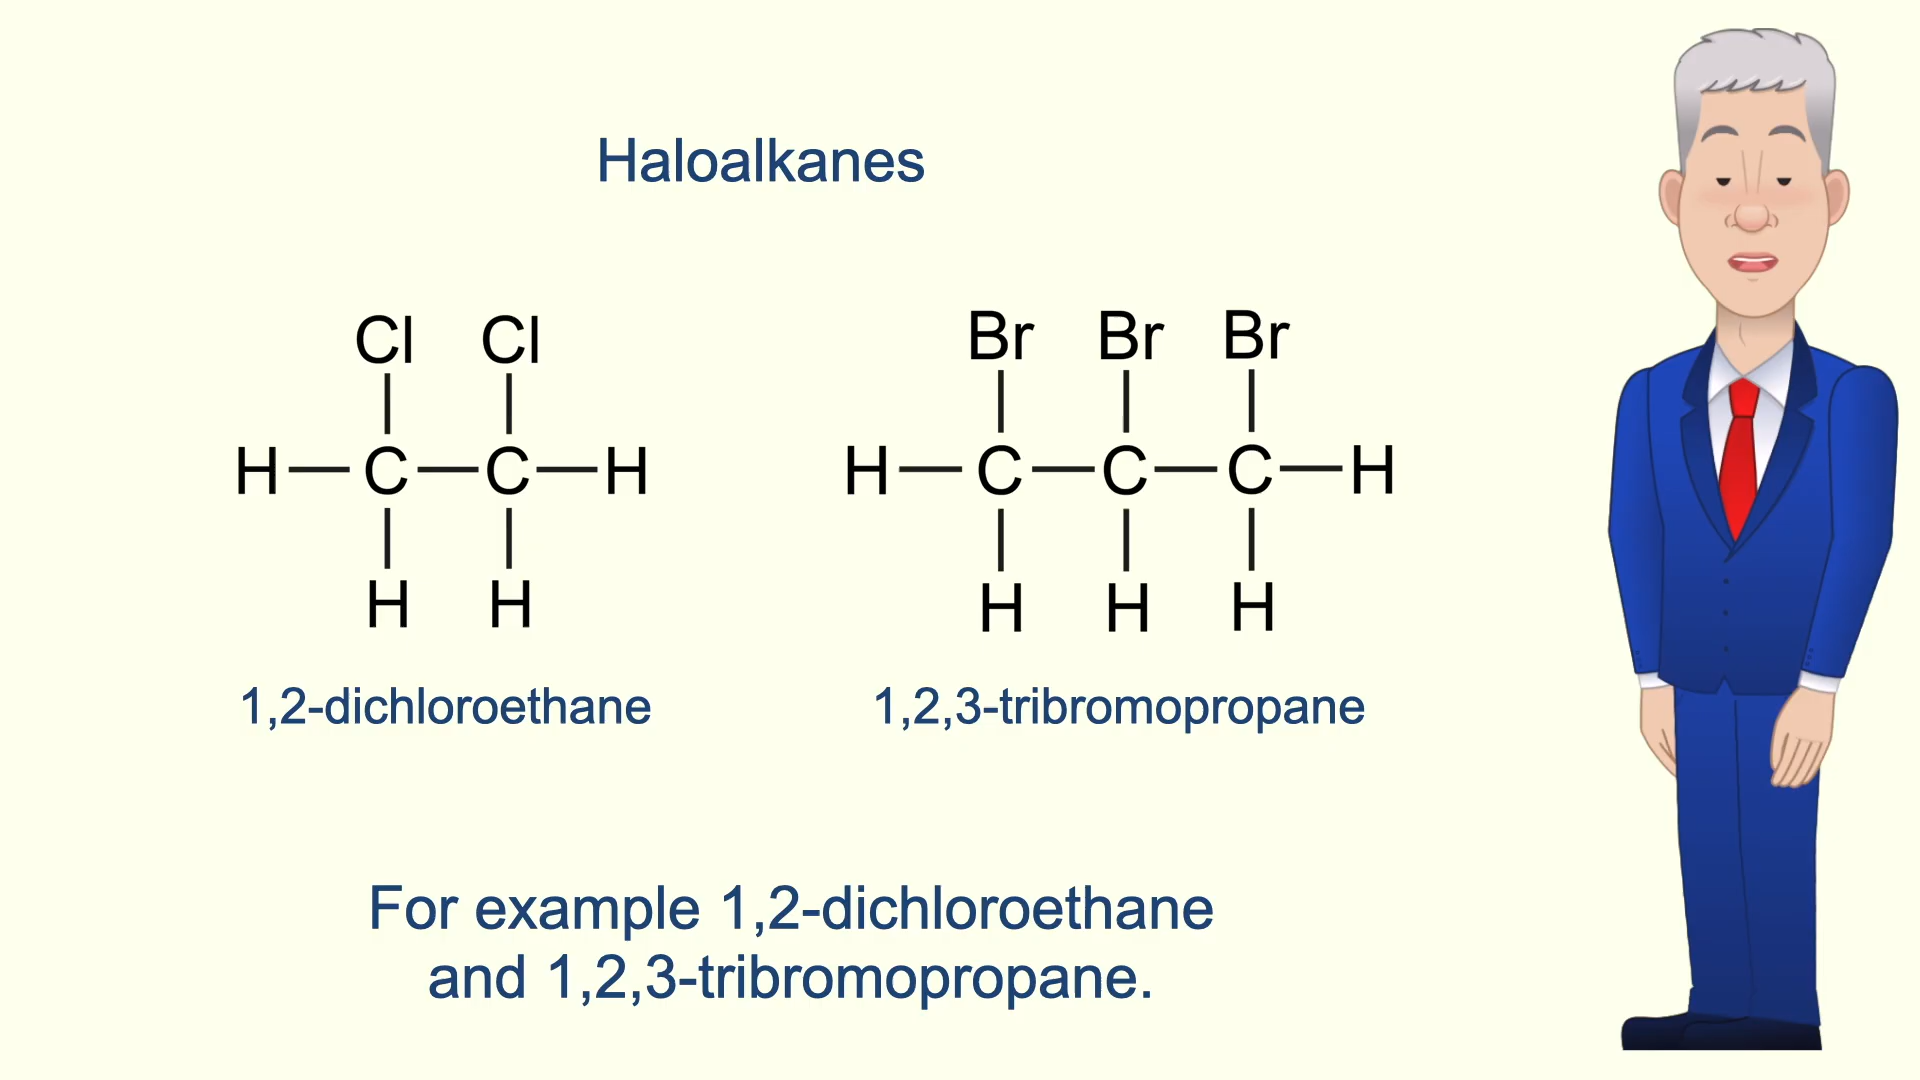 Haloalkanes
Cl Cl
H—C—C—H
H H
1,2-dichloroethane
Br Br Br
H—C—C—C—H
H H H
1,2,3-tribromopropane
For example 1,2-dichloroethane
and 1,2,3-tribromopropane.